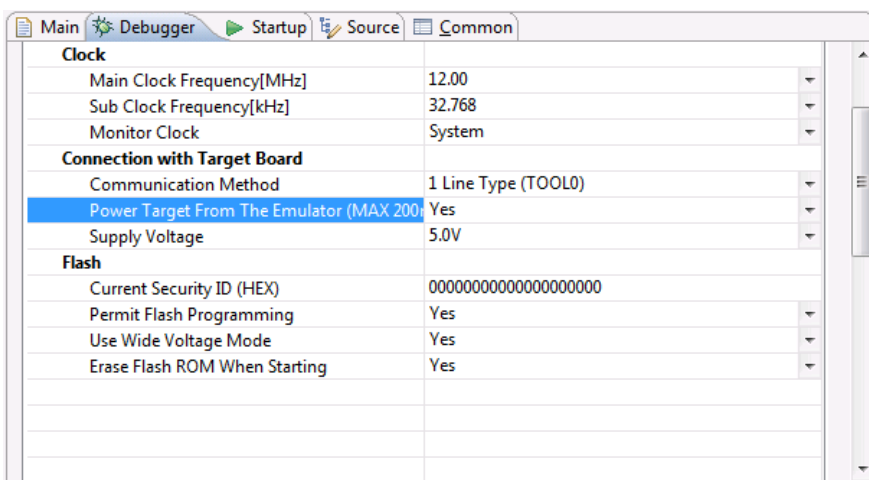 Main Debugger Startup Source Common
Clock
Main Clock Frequency[MHz] 12.00
Sub Clock Frequency[kHz] 32.768
Monitor Clock System
Connection with Target Board
Communication Method 1 Line Type (TOOL0)
Power Target From The Emulator (MAX 200 Yes
Supply Voltage 5.0V
Flash
Current Security ID (HEX) 00000000000000000000
Permit Flash Programming Yes
Use Wide Voltage Mode Yes
Erase Flash ROM When Starting Yes